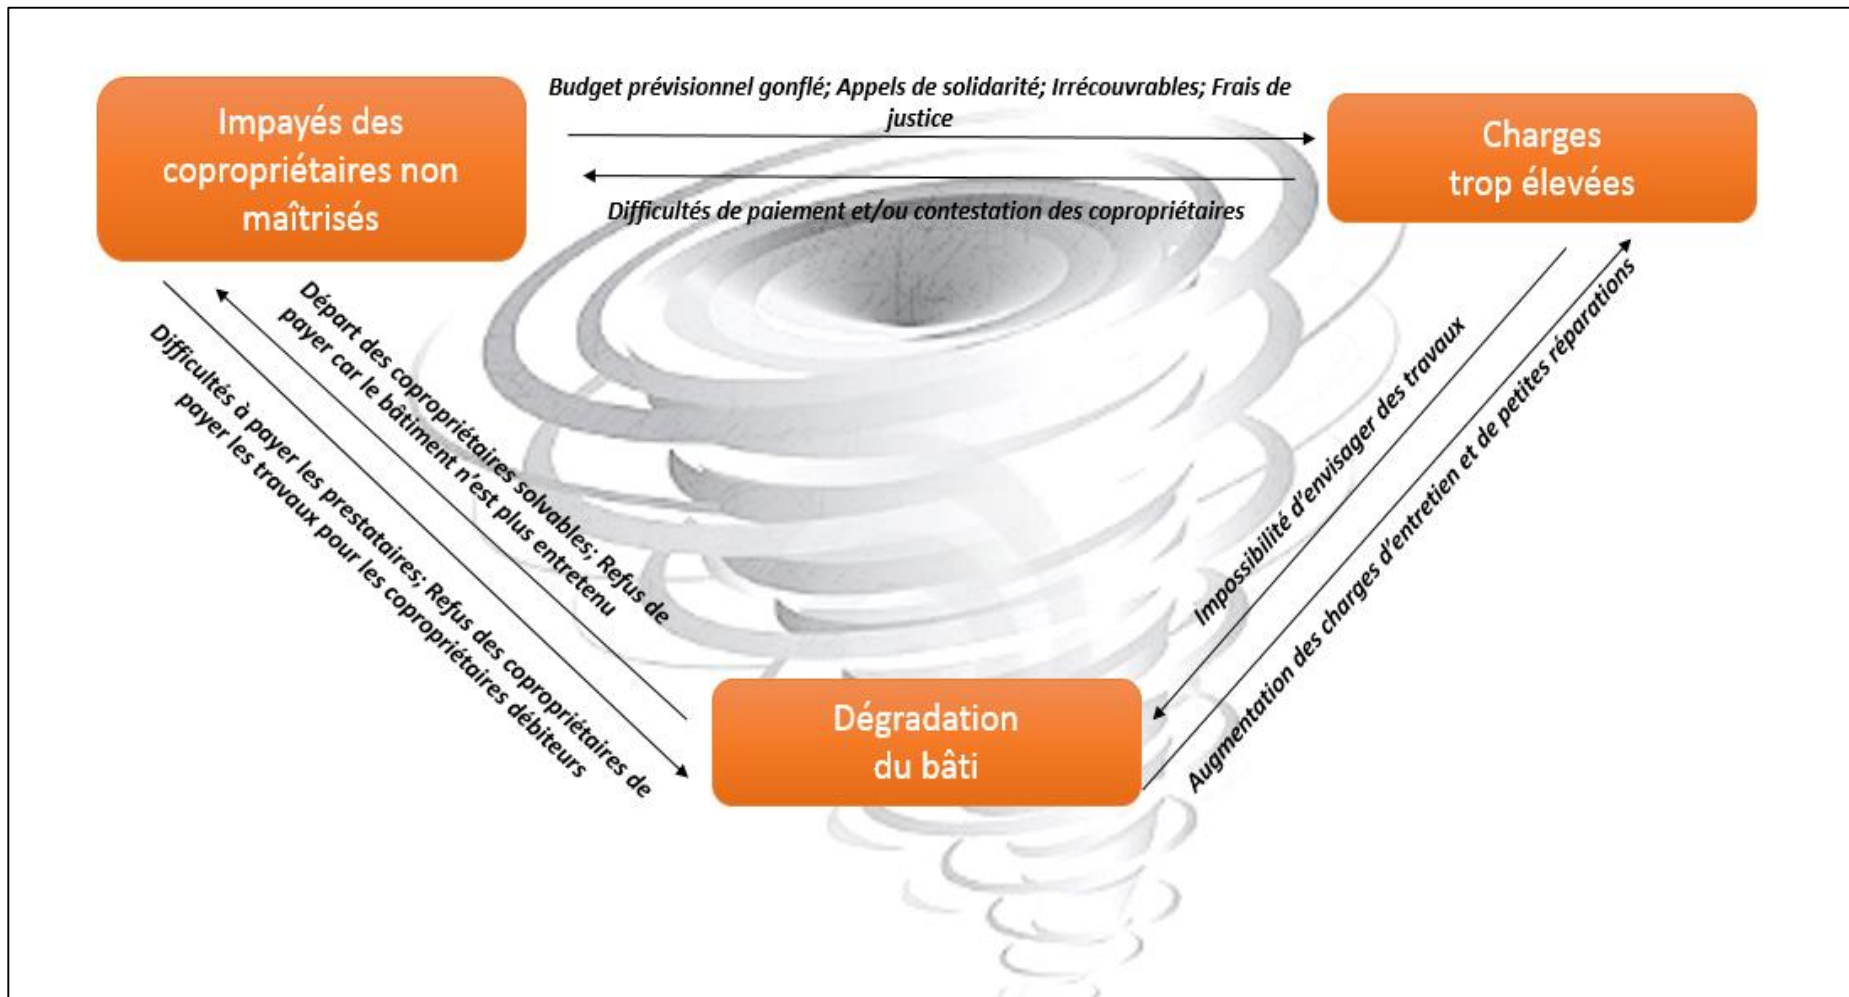 Budget prévisionnel gonflé; Appels de solidarité; Irrécouvrables; Frais de
justice
Impayés des
copropriétaires non
maîtrisés
Charges
trop élevées
Difficultés de paiement et/ou contestation des copropriétaires
Départ des copropriétaires solvables; Refus de
payer car le bâtiment n'est plus entretenu
Difficultés à payer les prestataires; Refus des copropriétaires de
payer les travaux pour les copropriétaires débiteurs
Impossibilité d'envisager des travaux
Augmentation des charges d'entretien et de petites réparations
Dégradation
du bâti